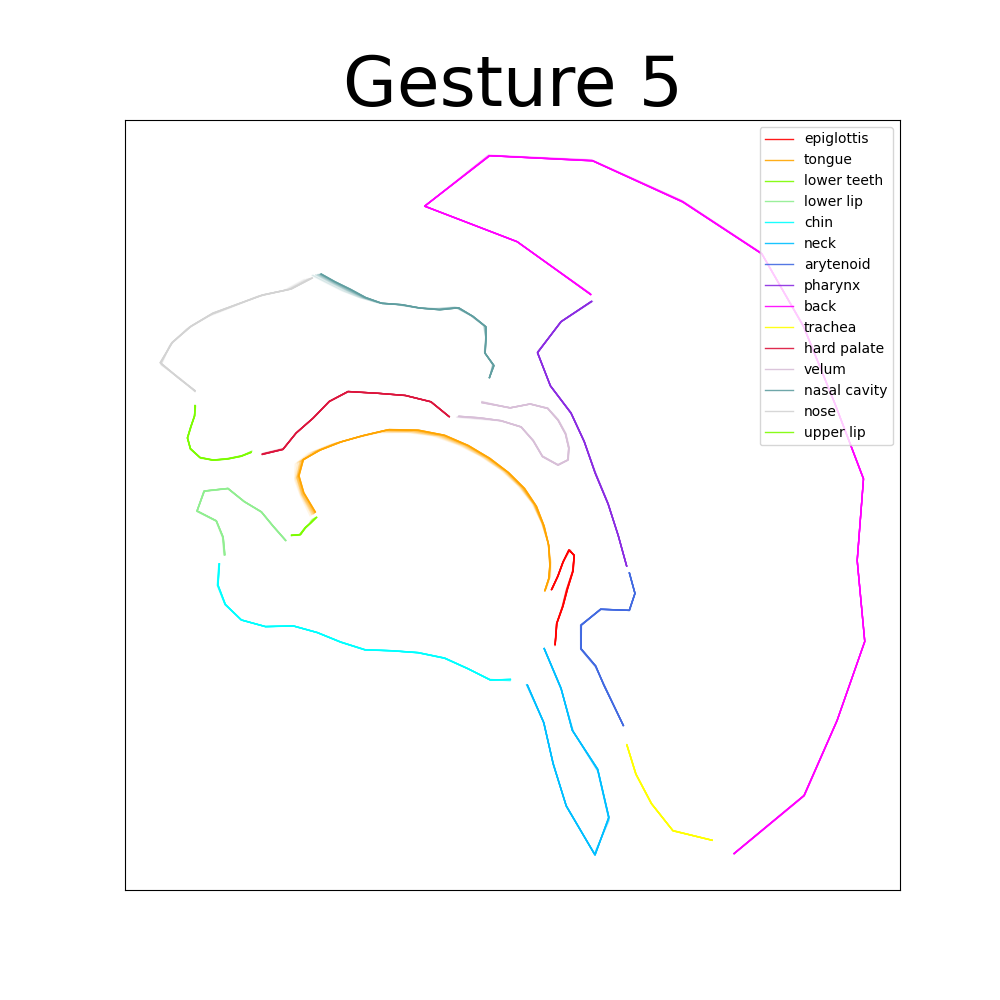 Gesture 5
epiglottis
tongue
lower teeth
lower lip
chin
neck
arytenoid
pharynx
back
trachea
hard palate
velum
nasal cavity
nose
upper lip